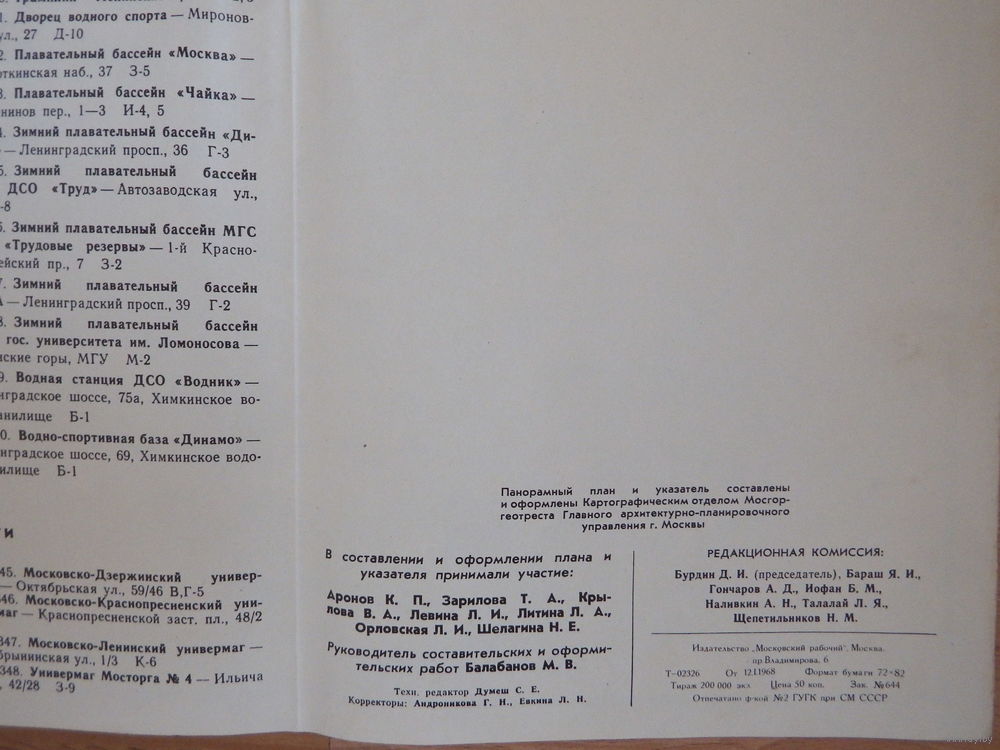 1. Дворец водного спорта — Миронов-
ул., 27 Д-10
2. Плавательный бассейн «Москва» —
откинская наб., 37 З-5
3. Плавательный бассейн «Чайка» —
нинов пер., 1—3 И-4, 5
4. Зимний плавательный бассейн «Ди-
— Ленинградский просп., 36 Г-3
5. Зимний плавательный бассейн
ДСО «Труд» — Автозаводская ул.,
-8
6. Зимний плавательный бассейн МГС
«Трудовые резервы» — 1-й Красно-
ейский пр., 7 З-2
7. Зимний плавательный бассейн
А — Ленинградский просп., 39 Г-2
8. Зимний плавательный бассейн
гос. университета им. Ломоносова —
нские горы, МГУ М-2
9. Водная станция ДСО «Водник» —
нградское шоссе, 75а, Химкинское во-
анилище Б-1
0. Водно-спортивная база «Динамо» —
нградское шоссе, 69, Химкинское водо-
илище Б-1
И
45. Московско-Дзержинский универ-
— Октябрьская ул., 59/46 В,Г-5
46. Московско-Краснопресненский уни-
маг — Краснопресненской заст. пл., 48/2
347. Московско-Ленинский универмаг —
брынинская ул., 1/3 К-6
348. Универмаг Мосторга № 4 — Ильича
, 42/28 З-9
Панорамный план и указатель составлены
и оформлены Картографическим отделом Мосгор-
геотреста Главного архитектурно-планировочного
управления г. Москвы
В составлении и оформлении плана и
указателя принимали участие:
Аронов К. П., Зарилова Т. А., Кры-
лова В. А., Левина Л. И., Литина Л. А.,
Орловская Л. И., Шелагина Н. Е.
Руководитель составительских и оформи-
тельских работ Балабанов М. В.
Техн. редактор Думеш С. Е.
Корректоры: Андроникова Г. Н., Евкина Л. Н.
РЕДАКЦИОННАЯ КОМИССИЯ:
Бурдин Д. И. (председатель), Бараш Я. И.,
Гончаров А. Д., Иофан Б. М.,
Наливкин А. Н., Талалай Л. Я.,
Щепетильников Н. М.
Издательство „Московский рабочий". Москва.
пр Владимирова, 6
Т—02326 От 12.1.1968 Формат бумаги 72×82
Тираж 200 000 экз Цена 50 коп. Зак. №644
Отпечатано ф-кой №2 ГУГК при СМ СССР